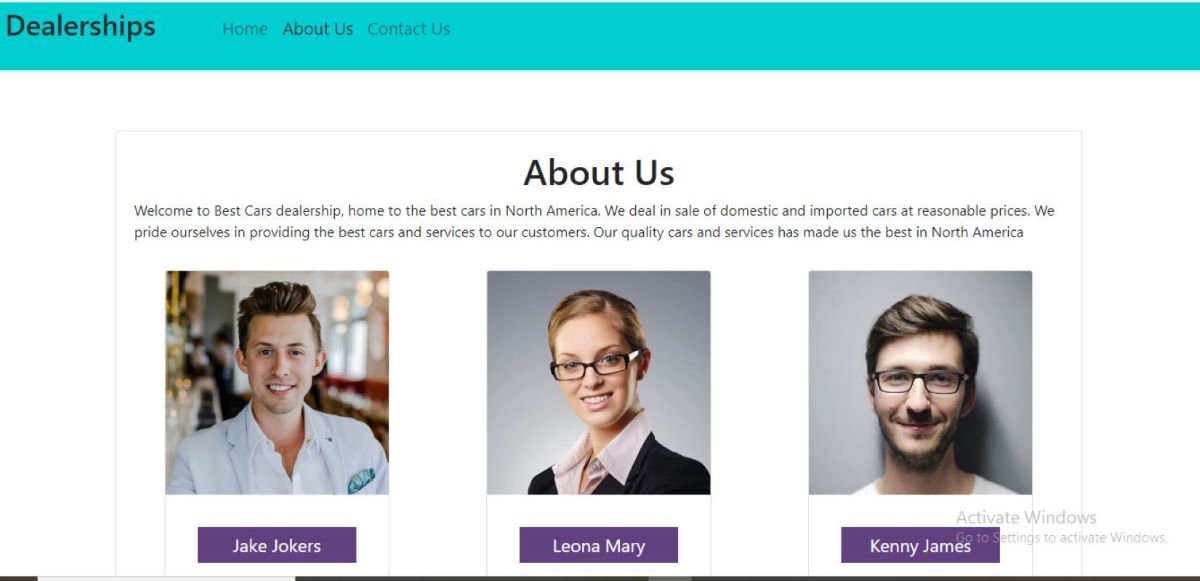 Dealerships Home About Us Contact Us
About Us
Welcome to Best Cars dealership, home to the best cars in North America. We deal in sale of domestic and imported cars at reasonable prices. We
pride ourselves in providing the best cars and services to our customers. Our quality cars and services has made us the best in North America
Jake Jokers
Leona Mary
Kenny James
Activate Windows
Go to Settings to activate Windows.